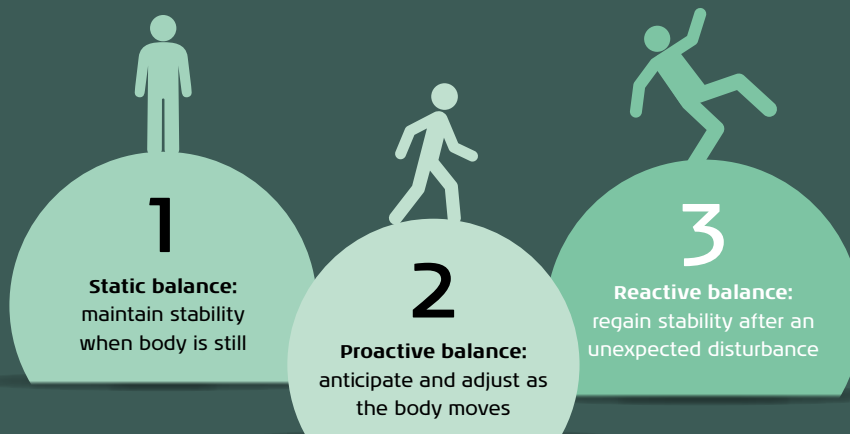 1
Static balance:
maintain stability
when body is still
2
Proactive balance:
anticipate and adjust as
the body moves
3
Reactive balance:
regain stability after an
unexpected disturbance